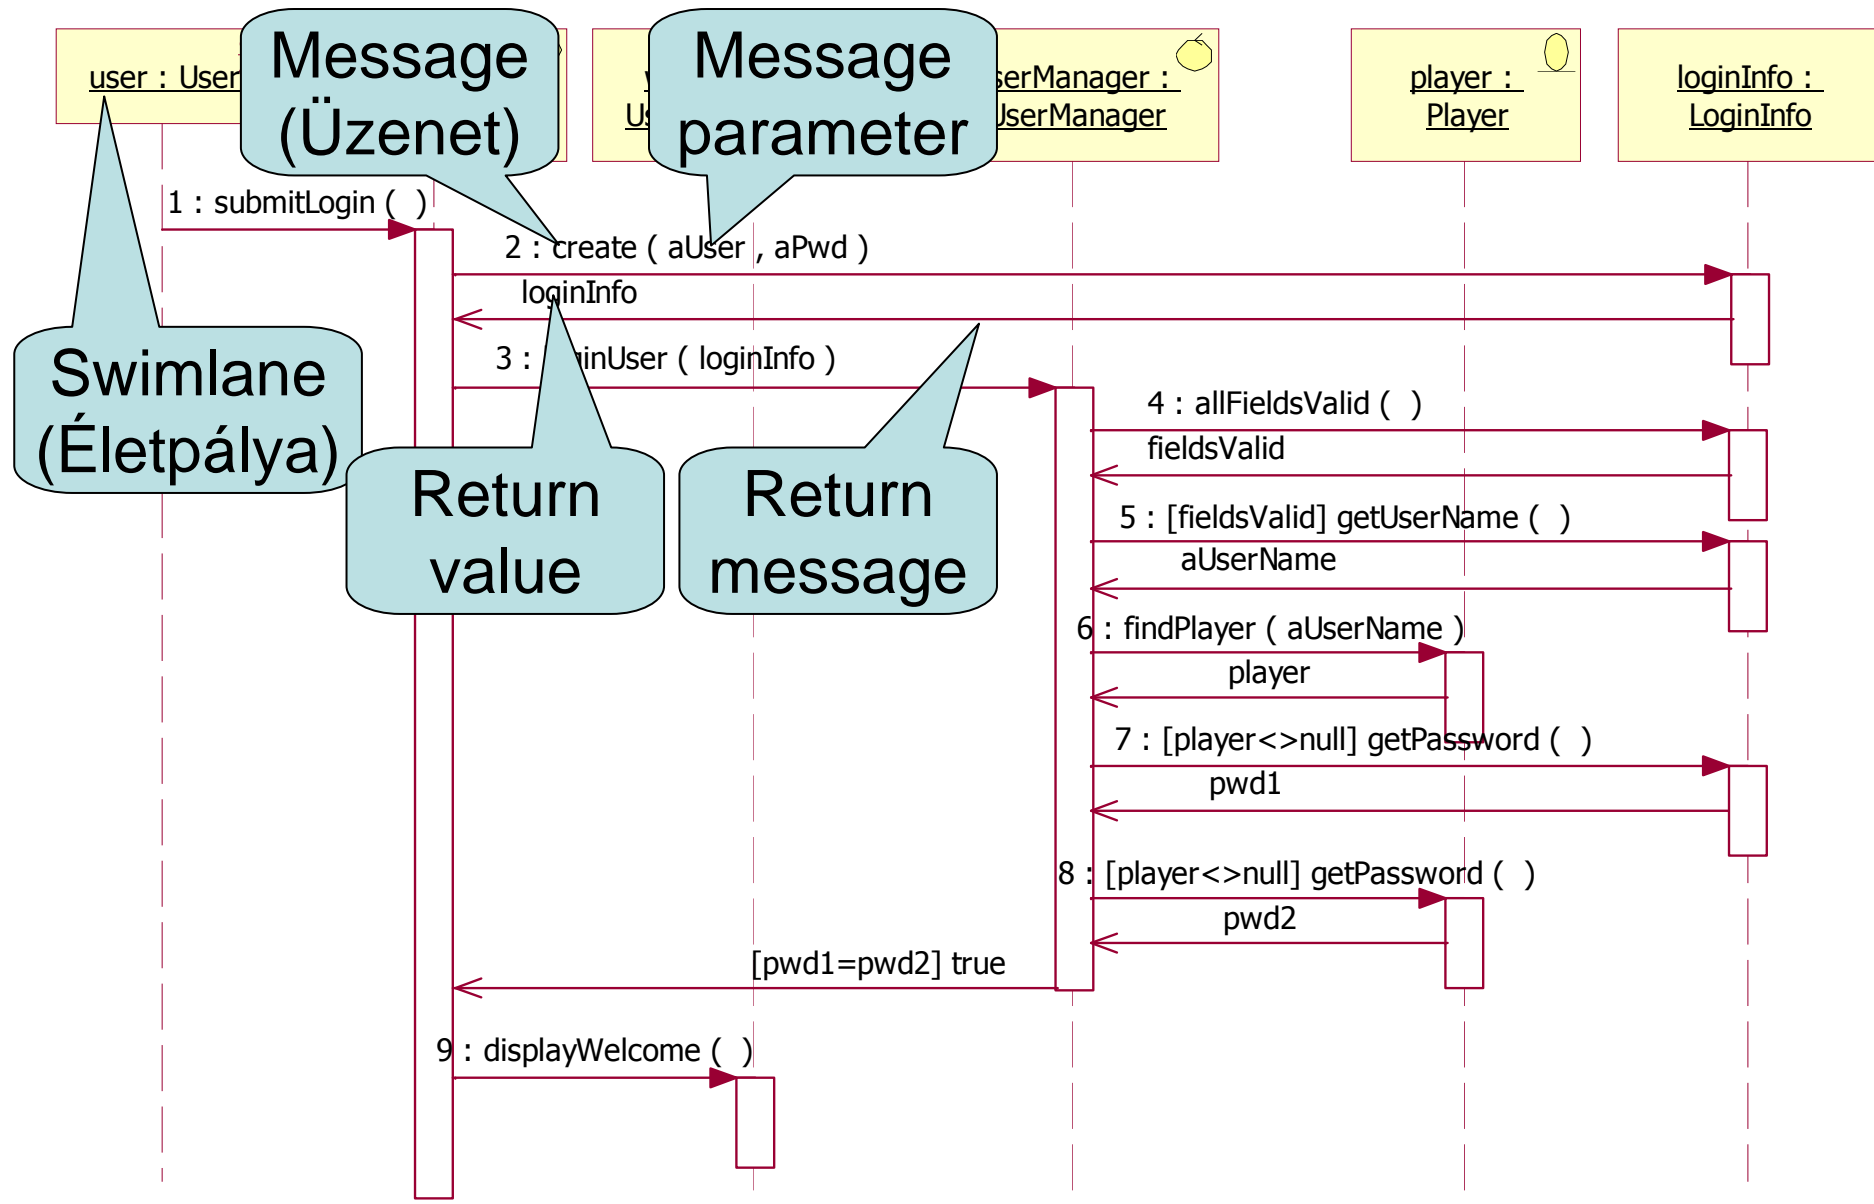 user : User
Message
(Üzenet)
Message
parameter
serManager :
UserManager
player :
Player
loginInfo :
LoginInfo
1 : submitLogin (  )
2 : create ( aUser , aPwd )
loginInfo
3 : ginUser ( loginInfo )
Swimlane
(Életpálya)
4 : allFieldsValid (  )
fieldsValid
Return
value
Return
message
5 : [fieldsValid] getUserName (  )
aUserName
6 : findPlayer ( aUserName )
player
7 : [player<>null] getPassword (  )
pwd1
8 : [player<>null] getPassword (  )
pwd2
[pwd1=pwd2] true
9 : displayWelcome (  )